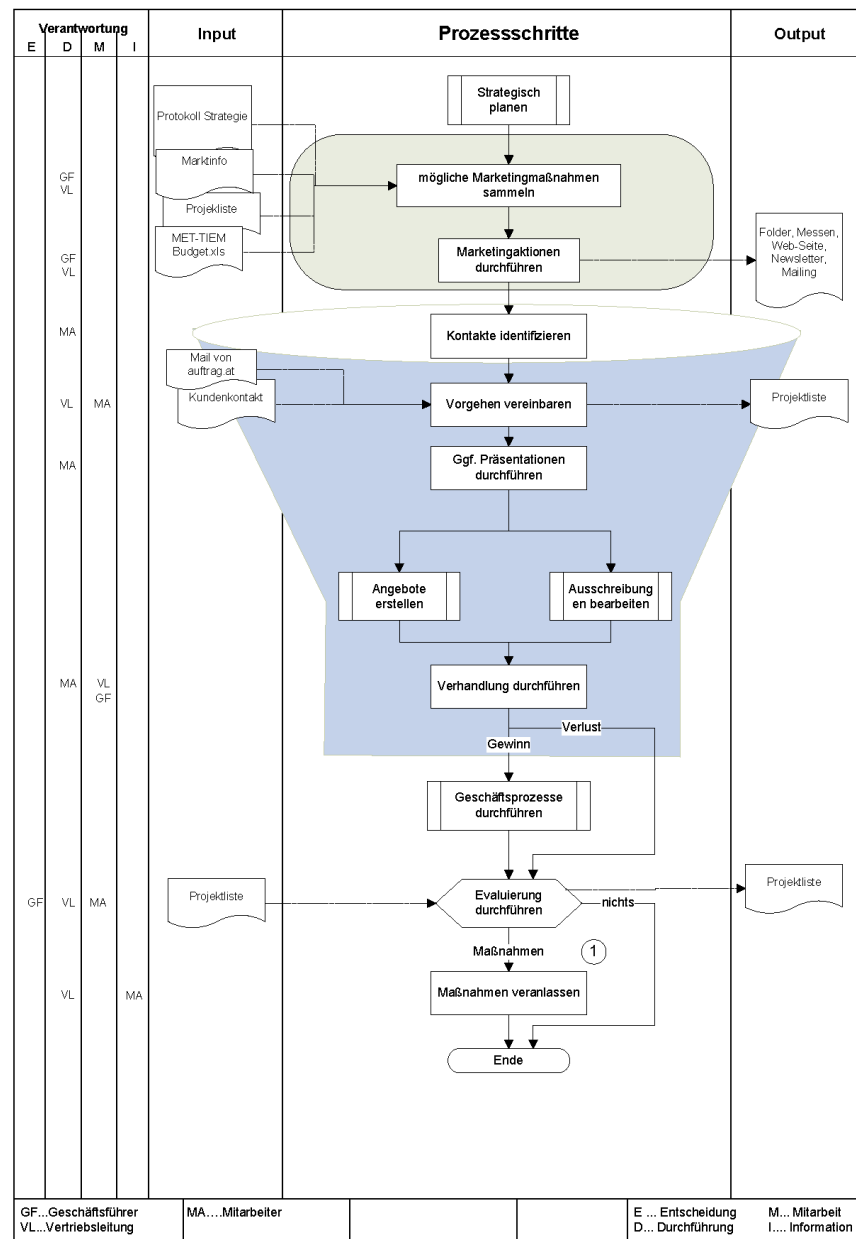 Verantwortung
E D M I
Input
Prozessschritte
Output
Strategisch
planen
Protokoll Strategie
Marktinfo
GF
VL
mögliche Marketingmaßnahmen
sammeln
Projekliste
MET-TIEM
Budget.xls
GF
VL
Marketingaktionen
durchführen
Folder, Messen,
Web-Seite,
Newsletter,
Mailing
MA
Kontakte identifizieren
Mail von
auftrag.at
Kundenkontakt
VL MA
Vorgehen vereinbaren
Projektliste
MA
Ggf. Präsentationen
durchführen
Angebote
erstellen
Ausschreibung
en bearbeiten
MA VL
GF
Verhandlung durchführen
Verlust
Gewinn
Geschäftsprozesse
durchführen
Projektliste
GF VL MA
Evaluierung
durchführen
nichts
Projektliste
Maßnahmen
1
VL MA
Maßnahmen veranlassen
Ende
GF...Geschäftsführer
VL...Vertriebsleitung
MA....Mitarbeiter
E ... Entscheidung
D... Durchführung
M... Mitarbeit
I.... Information